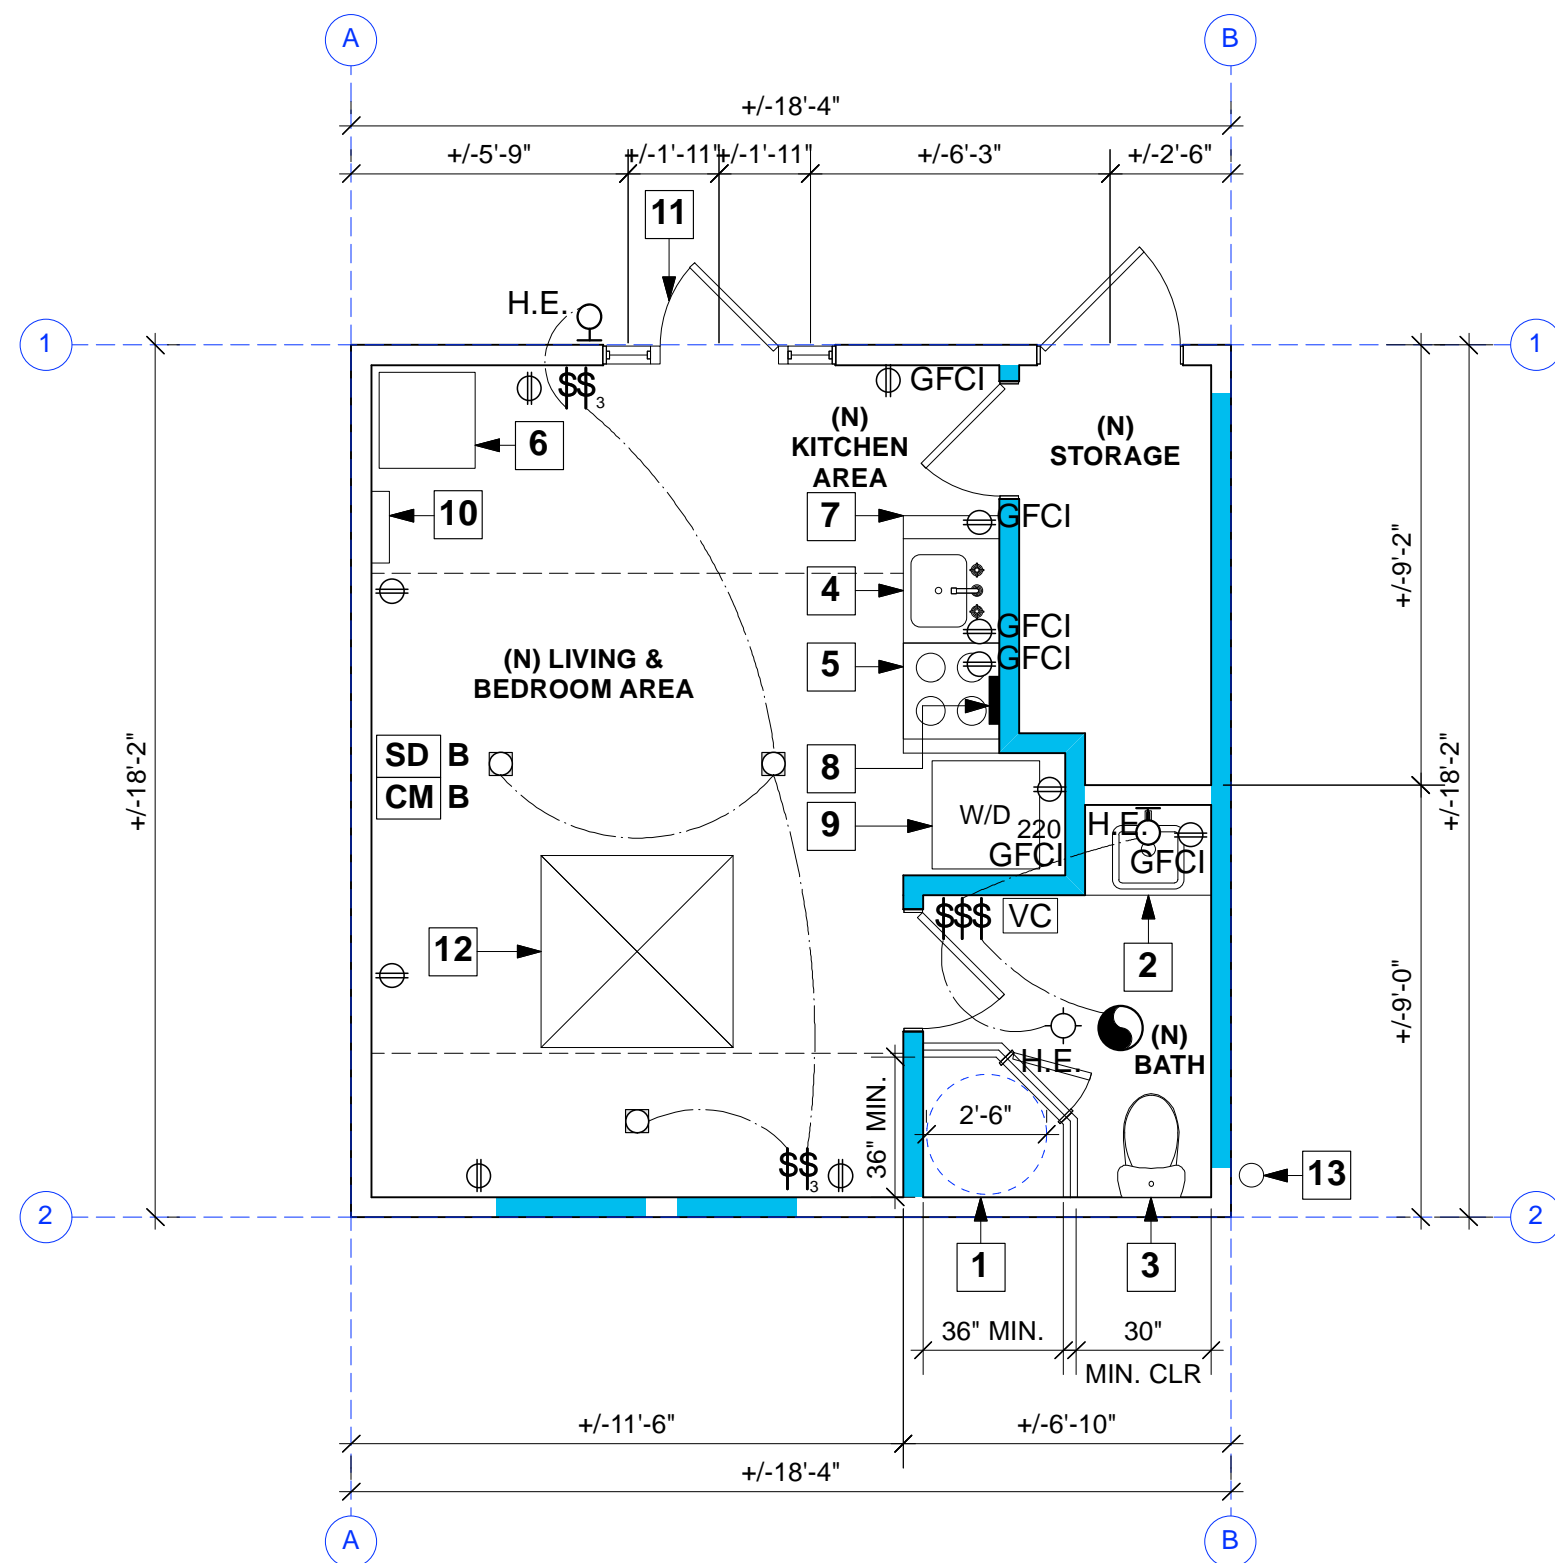 A
B
+/-18'-4"
+/-5'-9"
+/-1'-11"
+/-1'-11"
+/-6'-3"
+/-2'-6"
11
H.E.
1
1
$$3
GFCI
6
(N)
KITCHEN
AREA
(N)
STORAGE
10
7
GFCI
+/-9'-2"
4
GFCI
(N) LIVING &
BEDROOM AREA
5
GFCI
+/-18'-2"
+/-18'-2"
SD B
CM B
8
9
W/D
220
GFCI
H.E.
GFCI
$$$
VC
12
2
+/-9'-0"
(N)
BATH
H.E.
36" MIN.
2'-6"
$$3
13
2
2
1
3
36" MIN.
30"
MIN. CLR
+/-11'-6"
+/-6'-10"
+/-18'-4"
A
B